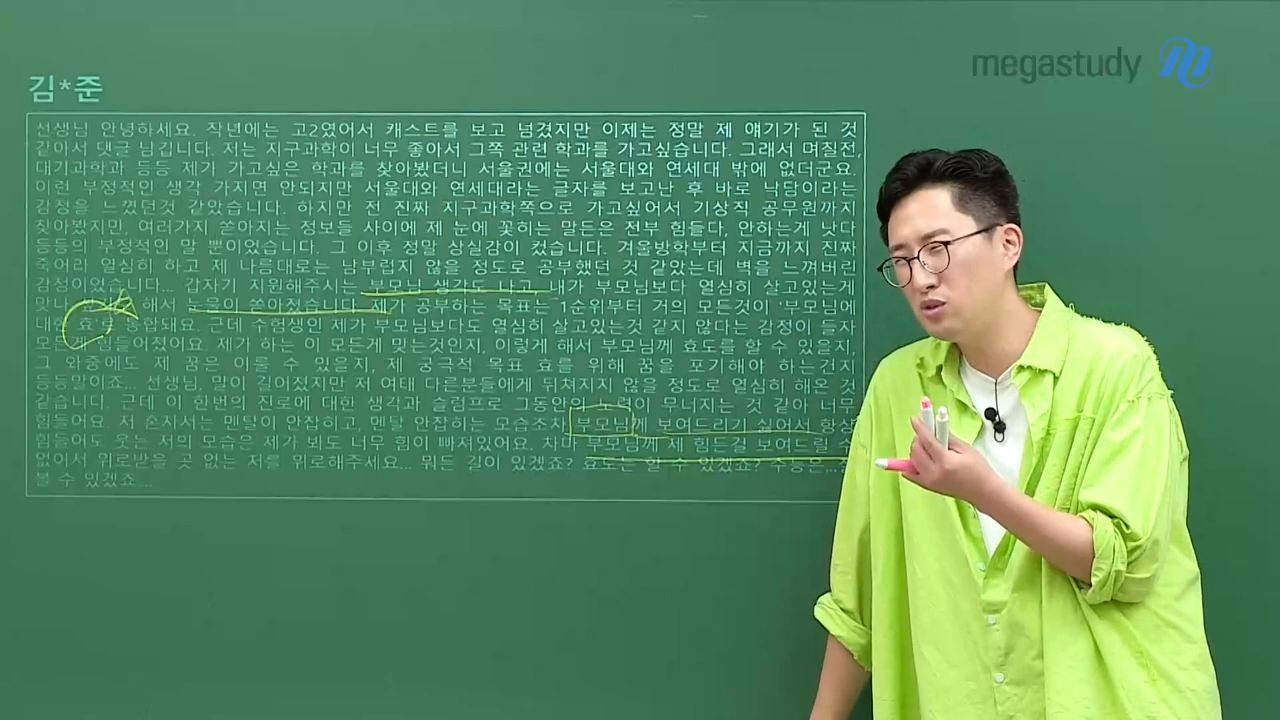 megastudy
김*준
선생님 안녕하세요. 작년에는 고2였어서 캐스트를 보고 넘겼지만 이제는 정말 제 얘기가 된 것
같아서 댓글 남깁니다. 저는 지구과학이 너무 좋아서 그쪽 관련 학과를 가고싶습니다. 그래서 며칠전,
대기과학과 등등 제가 가고싶은 학과를 찾아봤더니 서울권에는 서울대와 연세대 밖에 없더군요.
이런 부정적인 생각 가지면 안되지만 서울대와 연세대라는 글자를 보고난 후 바로 낙담이라는
감정을 느꼈던것 같았습니다. 하지만 전 진짜 지구과학쪽으로 가고싶어서 기상직 공무원까지
찾아봤지만, 여러가지 쏟아지는 정보들 사이에 제 눈에 꽂히는 말든은 전부 힘들다, 안하는게 낫다
등등의 부정적인 말 뿐이었습니다. 그 이후 정말 상실감이 컸습니다. 겨울방학부터 지금까지 진짜
죽어리 열심히 하고 제 나름대로는 남부럽지 않을 정도로 공부했던 것 같았는데 벽을 느껴버린
감정이었습니다... 갑자기 지원해주시는 부모님 생각도 나고 내가 부모님보다 열심히 살고있는게
맞나 해서 눈물이 쏟아졌습니다. 공부하는 목표는 1순위부터 거의 모든것이 '부모님에
대한 효'로 통합돼요. 근데 수험생인 제가 부모님보다도 열심히 살고있는것 같지 않다는 감정이 들자
힘들어졌어요. 제가 하는 이 모든게 맞는것인지, 이렇게 해서 부모님께 효도를 할 수 있을지,
그 와중에도 제 꿈은 이룰 수 있을지, 제 궁극적 목표 효를 위해 꿈을 포기해야 하는건지
등등말이죠... 선생님, 말이 길어졌지만 저 여태 다른분들에게 뒤쳐지지 않을 정도로 열심히 해온 것
같습니다. 근데 이 한번의 진로에 대한 생각과 슬럼프로 그동안의 노력이 무너지는 것 같아 너무
힘들어요. 저 혼자서는 멘탈이 안잡히고, 멘탈 안잡히는 모습조차 부모님께 보여드리기 싫어서 항상
힘들어도 웃는 저의 모습은 제가 봐도 너무 힘이 빠져있어요. 차마 부모님께 제 힘든걸 보여드릴 수
없어서 위로받을 곳 없는 저를 위로해주세요... 뭐든 길이 있겠죠? 효도는 할 수 있겠죠? 수능은...잘
볼 수 있겠죠...